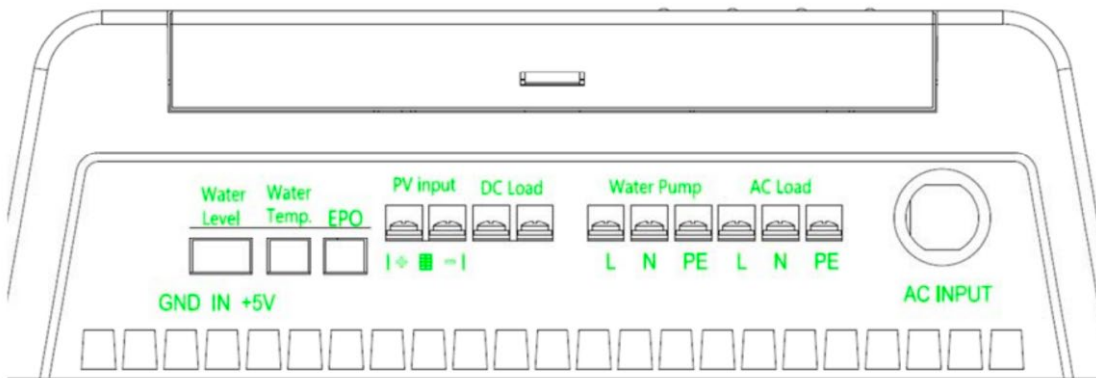 Water Level
Water Temp.
EPO
PV input
DC Load
Water Pump
AC Load
L N PE L N PE
GND IN +5V
AC INPUT